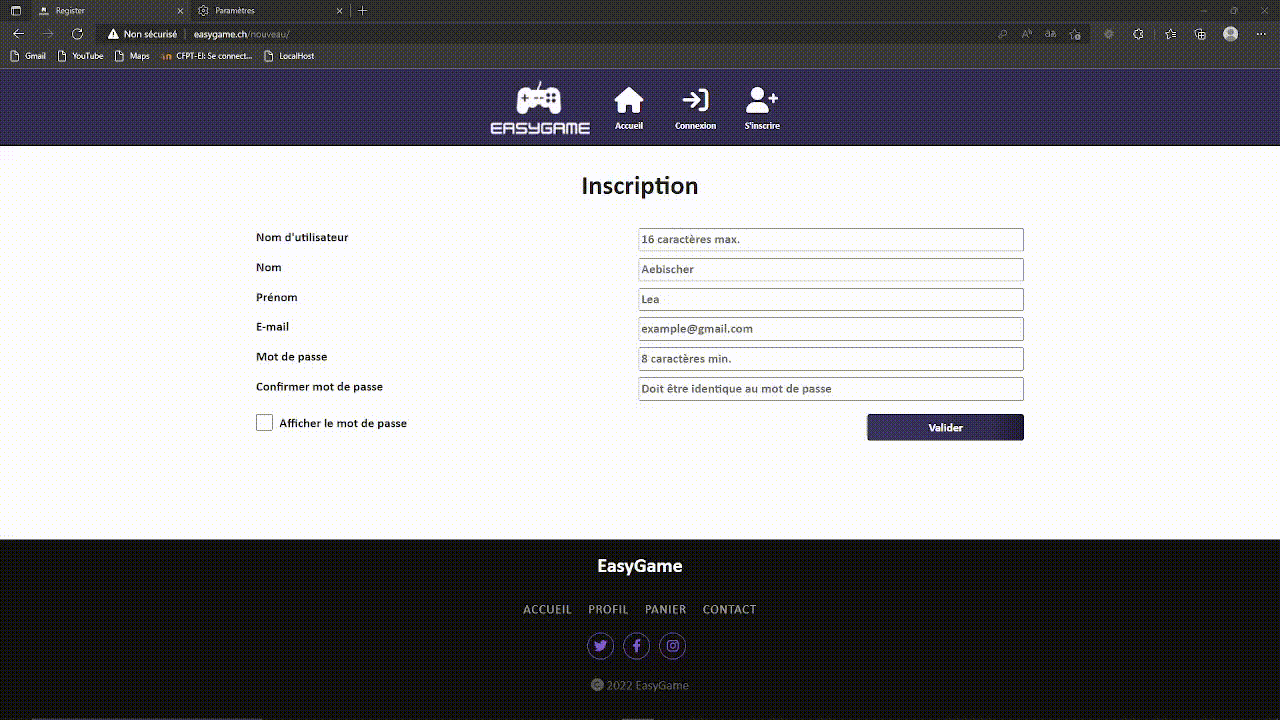 Register
Paramètres
Non sécurisé easygame.ch/nouveau/
Gmail YouTube Maps CFPT-EI: Se connect... LocalHost
EASYGAME Accueil Connexion S'inscrire
Inscription
Nom d'utilisateur 16 caractères max.
Nom Aebischer
Prénom Lea
E-mail example@gmail.com
Mot de passe 8 caractères min.
Confirmer mot de passe Doit être identique au mot de passe
Afficher le mot de passe Valider
EasyGame
ACCUEIL PROFIL PANIER CONTACT
© 2022 EasyGame